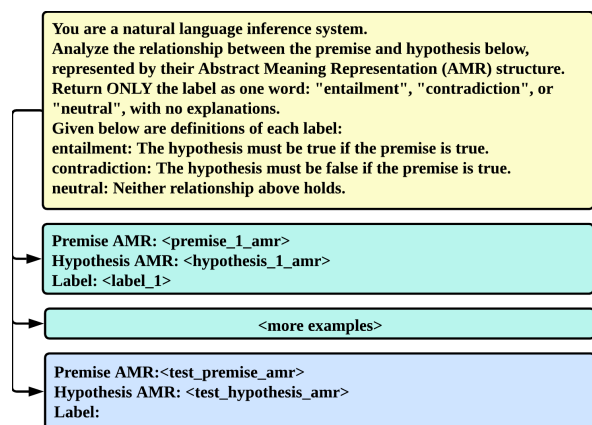 You are a natural language inference system.
Analyze the relationship between the premise and hypothesis below,
represented by their Abstract Meaning Representation (AMR) structure.
Return ONLY the label as one word: "entailment", "contradiction", or
"neutral", with no explanations.
Given below are definitions of each label:
entailment: The hypothesis must be true if the premise is true.
contradiction: The hypothesis must be false if the premise is true.
neutral: Neither relationship above holds.
Premise AMR: <premise_1_amr>
Hypothesis AMR: <hypothesis_1_amr>
Label: <label_1>
<more examples>
Premise AMR:<test_premise_amr>
Hypothesis AMR: <test_hypothesis_amr>
Label: